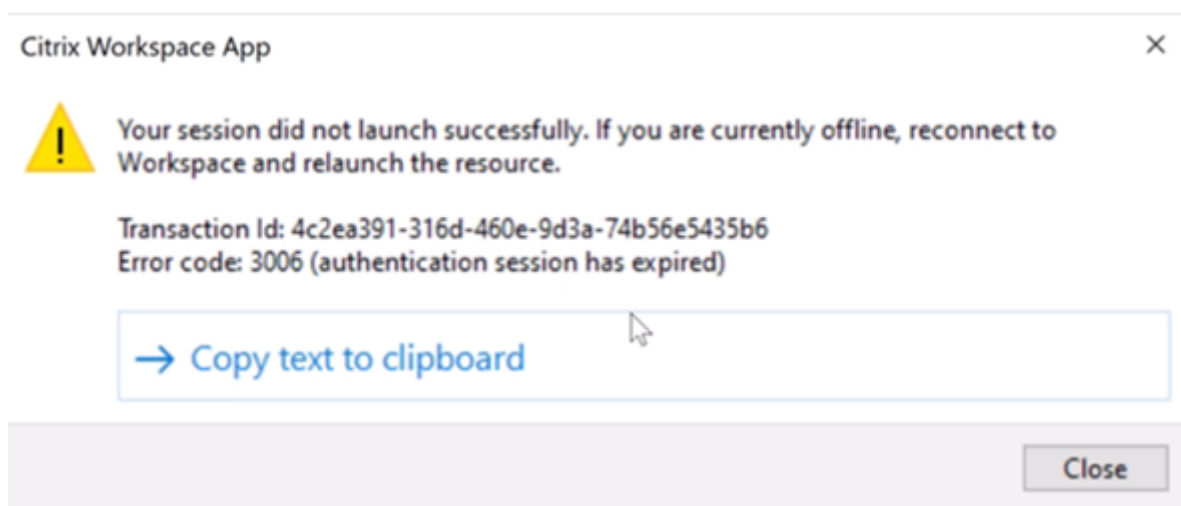 Citrix Workspace App
Your session did not launch successfully. If you are currently offline, reconnect to
Workspace and relaunch the resource.
Transaction Id: 4c2ea391-316d-460e-9d3a-74b56e5435b6
Error code: 3006 (authentication session has expired)
Copy text to clipboard
Close